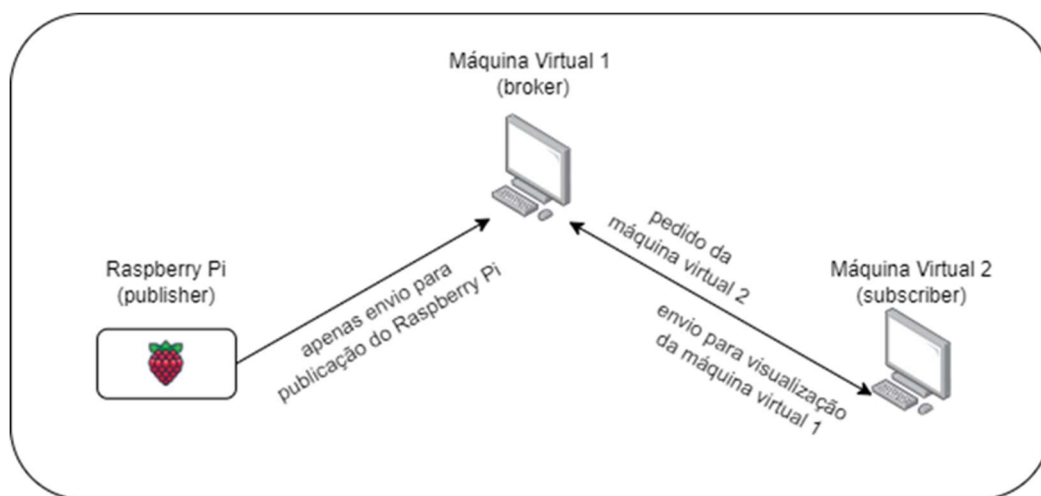 Máquina Virtual 1
(broker)
Raspberry Pi
(publisher)
apenas envio para
publicação do Raspberry Pi
pedido da
máquina virtual 2
envio para visualização
da máquina virtual 1
Máquina Virtual 2
(subscriber)